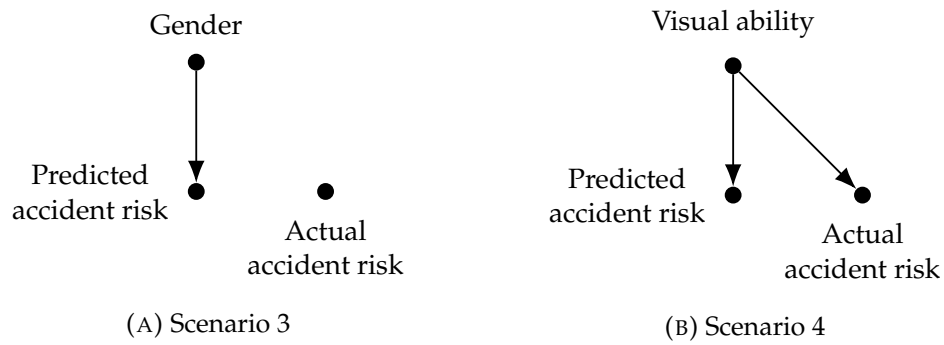 Gender
Predicted
accident risk
Actual
accident risk
(A) Scenario 3
Visual ability
Predicted
accident risk
Actual
accident risk
(B) Scenario 4